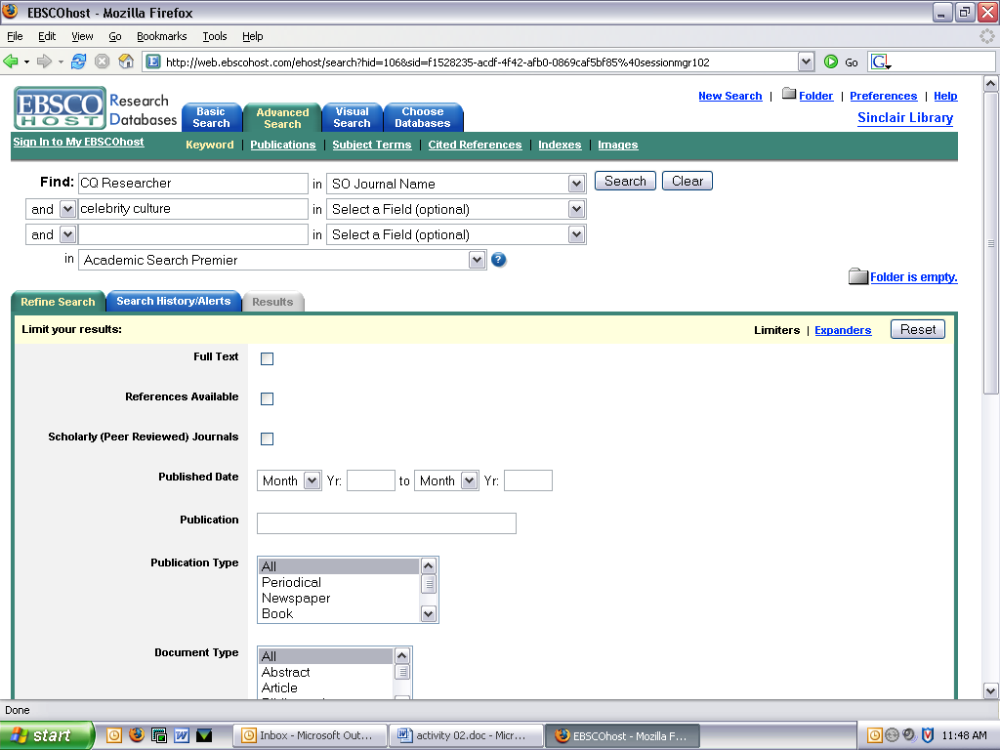 EBSCOhost - Mozilla Firefox
File Edit View Go Bookmarks Tools Help
http://web.ebscohost.com/ehost/search?hid=106&sid=f1528235-acdf-4f42-afb0-0869caf5bf85%40sessionmgr102 Go G
EBSCO HOST Research Databases
Basic Search Advanced Search Visual Search Choose Databases
New Search | Folder | Preferences | Help
Sinclair Library
Sign In to My EBSCOhost Keyword | Publications | Subject Terms | Cited References | Indexes | Images
Find: CQ Researcher in SO Journal Name Search Clear
and celebrity culture in Select a Field (optional)
and in Select a Field (optional)
in Academic Search Premier ?
Folder is empty.
Refine Search Search History/Alerts Results
Limit your results: Limiters | Expanders Reset
Full Text
References Available
Scholarly (Peer Reviewed) Journals
Published Date Month Yr: to Month Yr:
Publication
Publication Type All
Periodical
Newspaper
Book
Document Type All
Abstract
Article
Done
start Inbox - Microsoft Out... activity 02.doc - Micr... EBSCOhost - Mozilla F... 11:48 AM